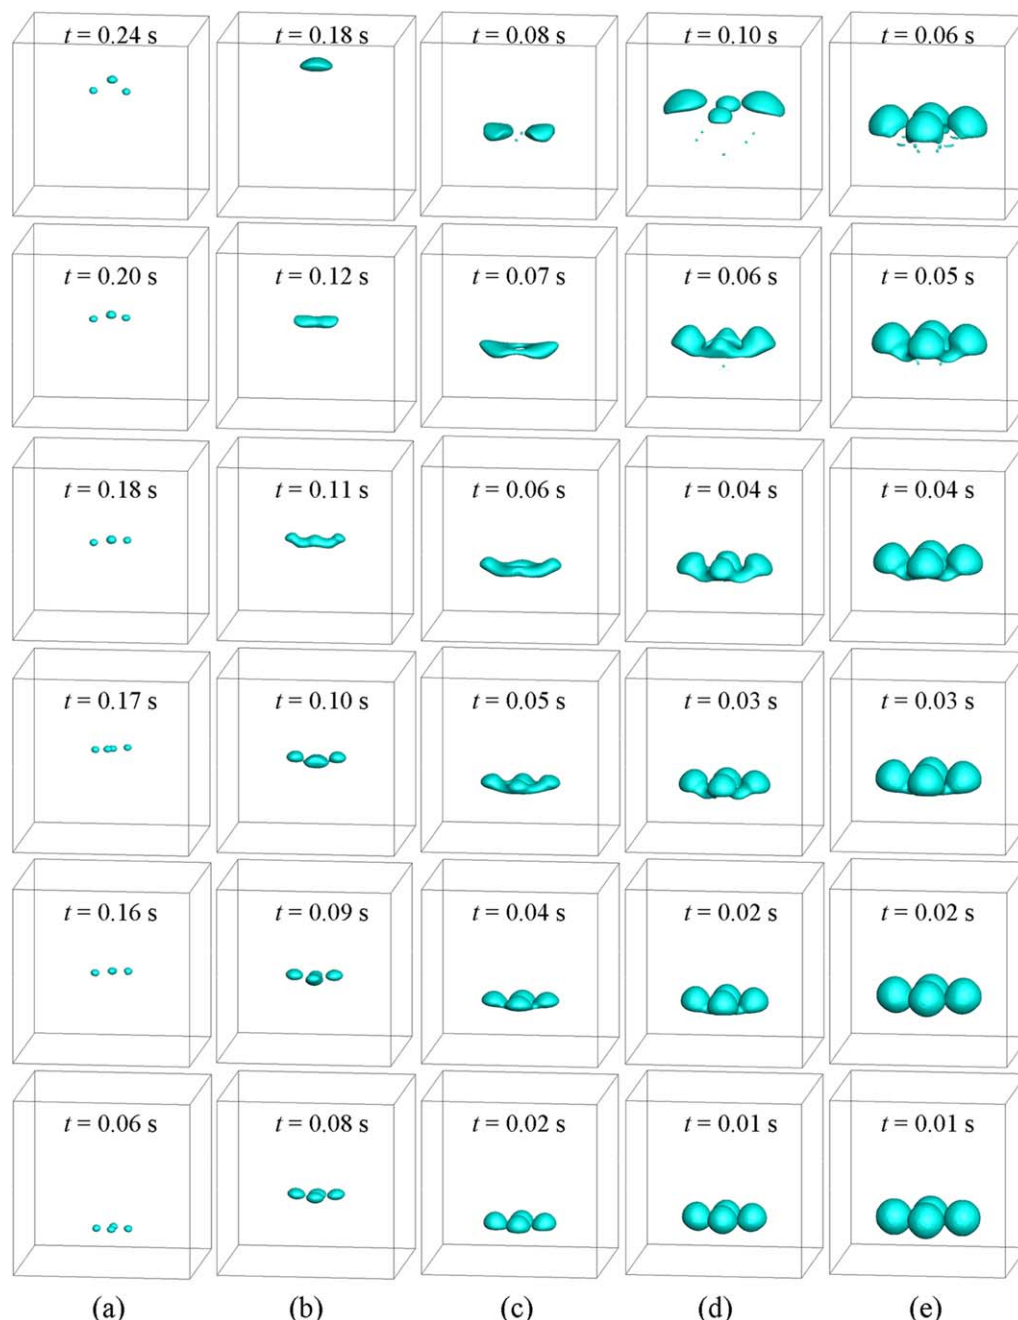 t = 0.24 s t = 0.18 s t = 0.08 s t = 0.10 s t = 0.06 s
t = 0.20 s t = 0.12 s t = 0.07 s t = 0.06 s t = 0.05 s
t = 0.18 s t = 0.11 s t = 0.06 s t = 0.04 s t = 0.04 s
t = 0.17 s t = 0.10 s t = 0.05 s t = 0.03 s t = 0.03 s
t = 0.16 s t = 0.09 s t = 0.04 s t = 0.02 s t = 0.02 s
t = 0.06 s t = 0.08 s t = 0.02 s t = 0.01 s t = 0.01 s
(a) (b) (c) (d) (e)